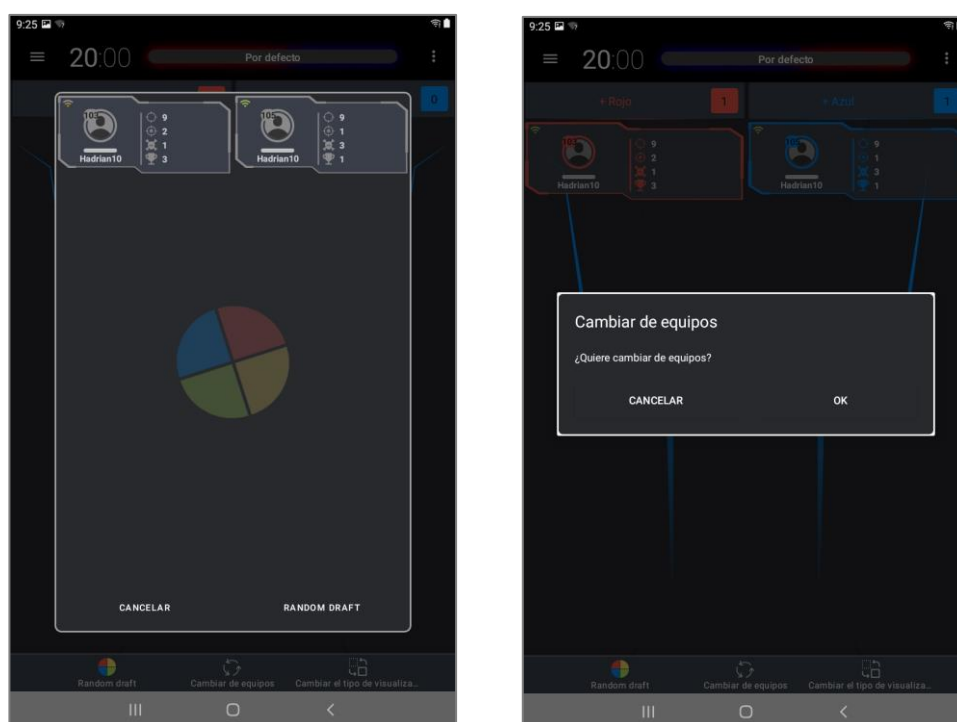 9:25
20:00
Por defecto
0
103
9
2
1
3
Hadrian10
105
9
1
3
1
Hadrian10
CANCELAR
RANDOM DRAFT
Random draft
Cambiar de equipos
Cambiar el tipo de visualiza...
9:25
20:00
Por defecto
+ Rojo
1
+ Azul
1
9
2
1
3
Hadrian10
9
1
3
1
Hadrian10
Cambiar de equipos
¿Quiere cambiar de equipos?
CANCELAR
OK
Random draft
Cambiar de equipos
Cambiar el tipo de visualiza...